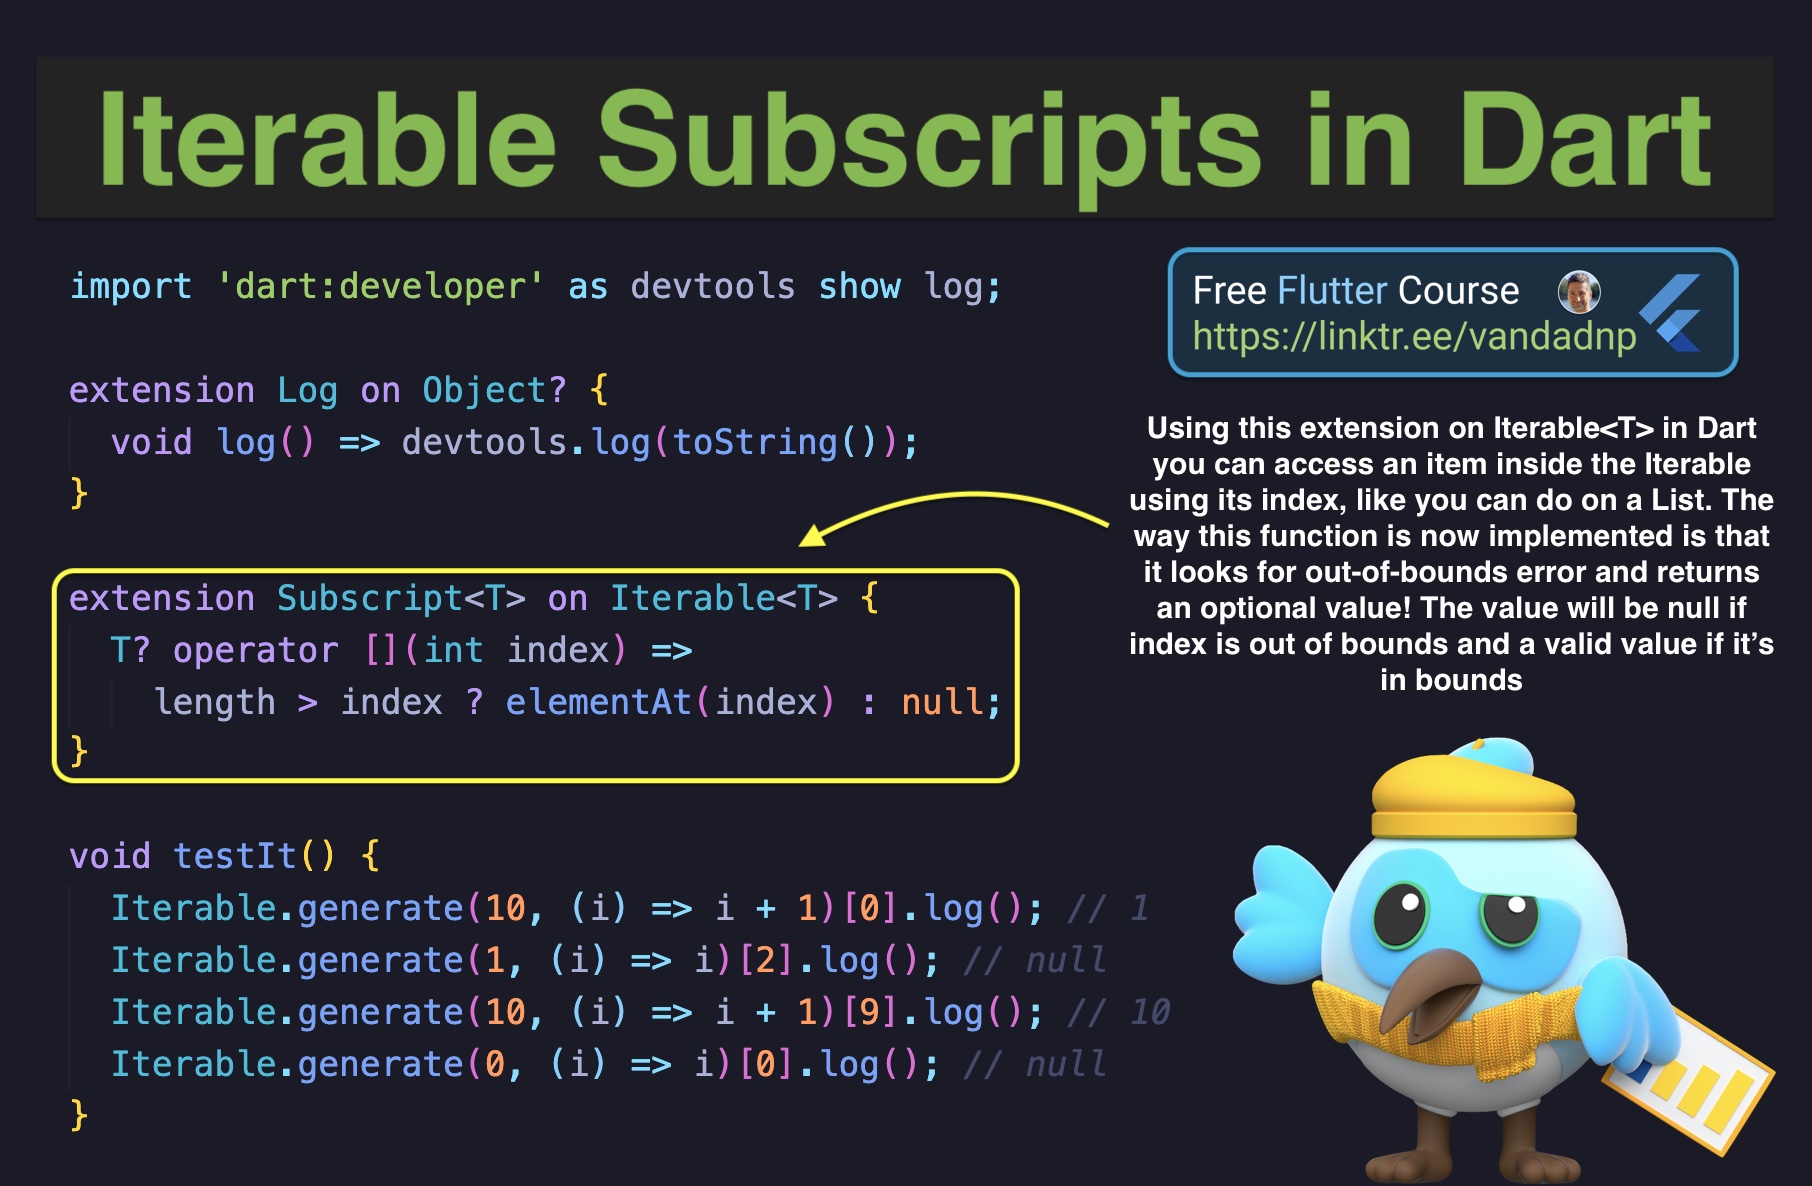 Iterable Subscripts in Dart
import 'dart:developer' as devtools show log;
extension Log on Object? {
  void log() => devtools.log(toString());
}
extension Subscript<T> on Iterable<T> {
  T? operator [](int index) =>
    length > index ? elementAt(index) : null;
}
void testIt() {
  Iterable.generate(10, (i) => i + 1)[0].log(); // 1
  Iterable.generate(1, (i) => i)[2].log(); // null
  Iterable.generate(10, (i) => i + 1)[9].log(); // 10
  Iterable.generate(0, (i) => i)[0].log(); // null
}
Free Flutter Course
https://linktr.ee/vandadnp
Using this extension on Iterable<T> in Dart
you can access an item inside the Iterable
using its index, like you can do on a List. The
way this function is now implemented is that
it looks for out-of-bounds error and returns
an optional value! The value will be null if
index is out of bounds and a valid value if it’s
in bounds